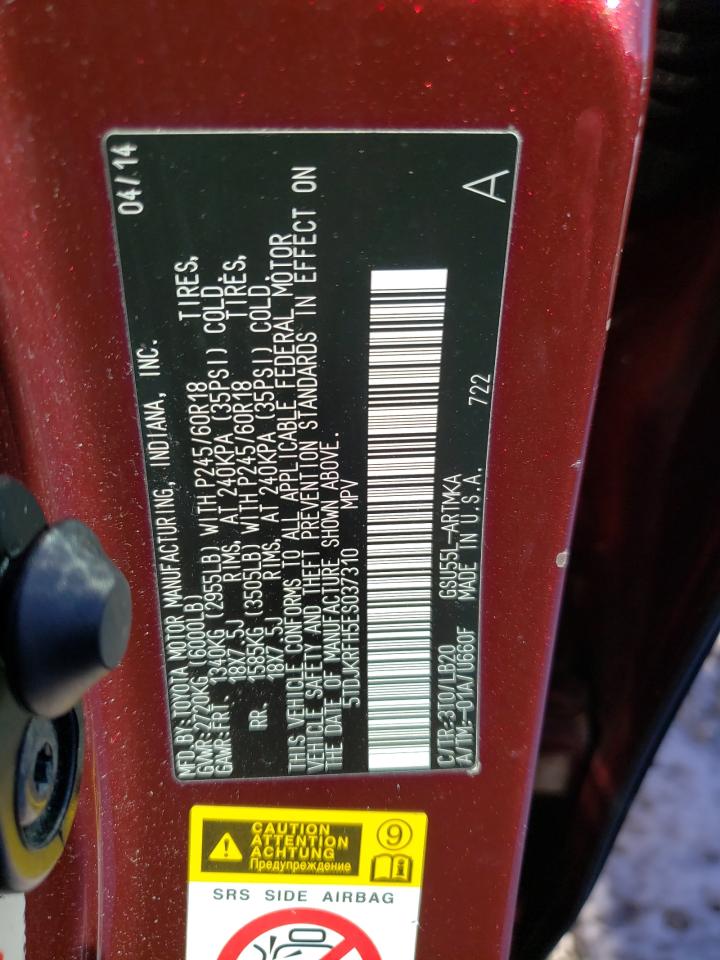 MFD.BY:TOYOTA MOTOR MANUFACTURING, INDIANA, INC. 04/14
GVWR:2720KG (6000LB)
GAWR:FRT. 1340KG (2955LB) WITH P245/60R18 TIRES,
18X7.5J RIMS, AT 240KPA (35PSI) COLD.
RR. 1585KG (3505LB) WITH P245/60R18 TIRES,
18X7.5J RIMS, AT 240KPA (35PSI) COLD.
THIS VEHICLE CONFORMS TO ALL APPLICABLE FEDERAL MOTOR
VEHICLE SAFETY AND THEFT PREVENTION STANDARDS IN EFFECT ON
THE DATE OF MANUFACTURE SHOWN ABOVE.
5TDJKRFH5ES037310 MPV
C/TR:3T0/LB20 GSU55L-ARTMKA
A/TM:-01A/U660F MADE IN U.S.A. 722 A
CAUTION
ATTENTION
ACHTUNG
Предупреждение
9
SRS SIDE AIRBAG